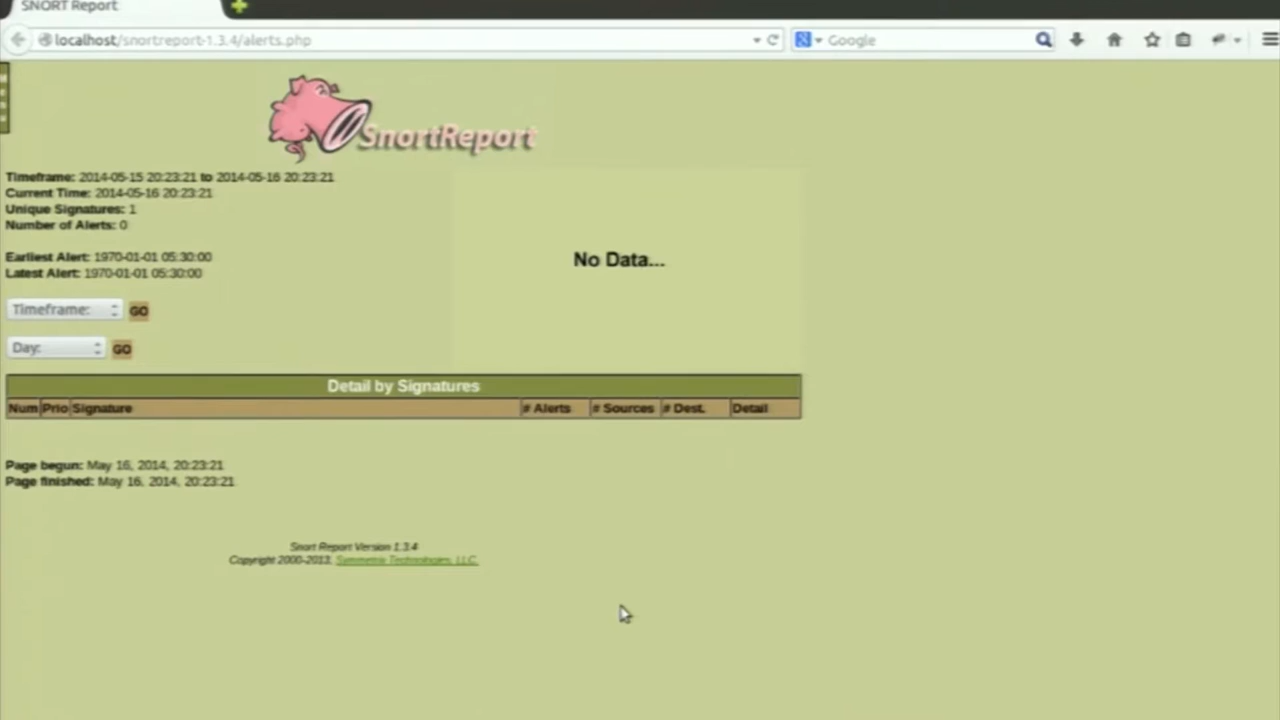 SNORT Report
localhost/snortreport-1.3.4/alerts.php
Google
SnortReport
Timeframe: 2014-05-15 20:23:21 to 2014-05-16 20:23:21
Current Time: 2014-05-16 20:23:21
Unique Signatures: 1
Number of Alerts: 0
No Data...
Earliest Alert: 1970-01-01 05:30:00
Latest Alert: 1970-01-01 05:30:00
Timeframe: GO
Day: GO
Detail by Signatures
Num Prio Signature # Alerts # Sources # Dest. Detail
Page begun: May 16, 2014, 20:23:21
Page finished: May 16, 2014, 20:23:21
Snort Report Version 1.3.4
Copyright 2000-2013, Symmetrix Technologies, LLC.